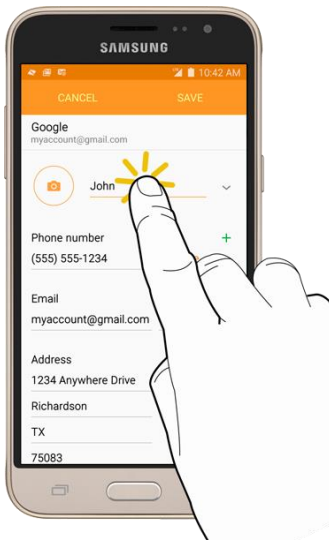 SAMSUNG
10:42 AM
CANCEL SAVE
Google
myaccount@gmail.com
John
Phone number
(555) 555-1234
Email
myaccount@gmail.com
Address
1234 Anywhere Drive
Richardson
TX
75083